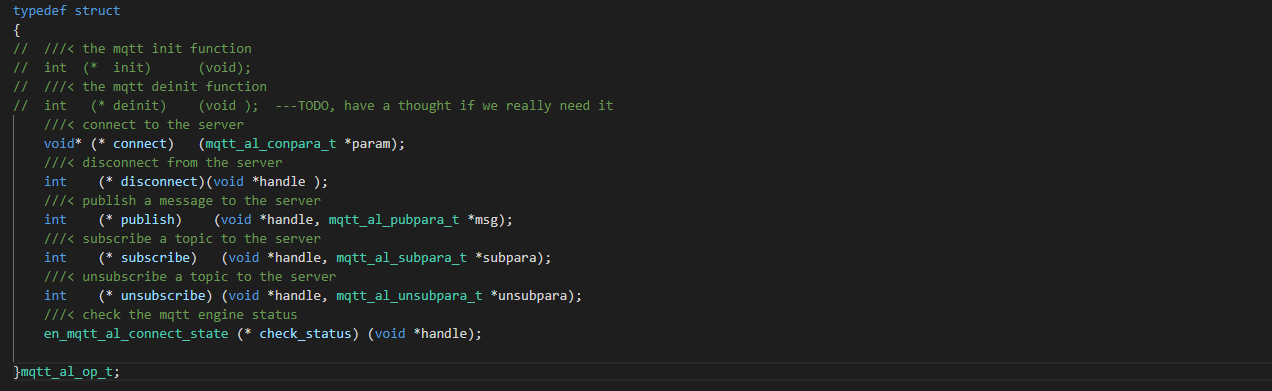 typedef struct
{
//  ///< the mqtt init function
//  int  (*  init)      (void);
//  ///< the mqtt deinit function
//  int   (* deinit)    (void );  ---TODO, have a thought if we really need it
    ///< connect to the server
    void* (* connect)   (mqtt_al_conpara_t *param);
    ///< disconnect from the server
    int    (* disconnect)(void *handle );
    ///< publish a message to the server
    int    (* publish)    (void *handle, mqtt_al_pubpara_t *msg);
    ///< subscribe a topic to the server
    int    (* subscribe)   (void *handle, mqtt_al_subpara_t *subpara);
    ///< unsubscribe a topic to the server
    int    (* unsubscribe) (void *handle, mqtt_al_unsubpara_t *unsubpara);
    ///< check the mqtt engine status
    en_mqtt_al_connect_state (* check_status) (void *handle);
}mqtt_al_op_t;